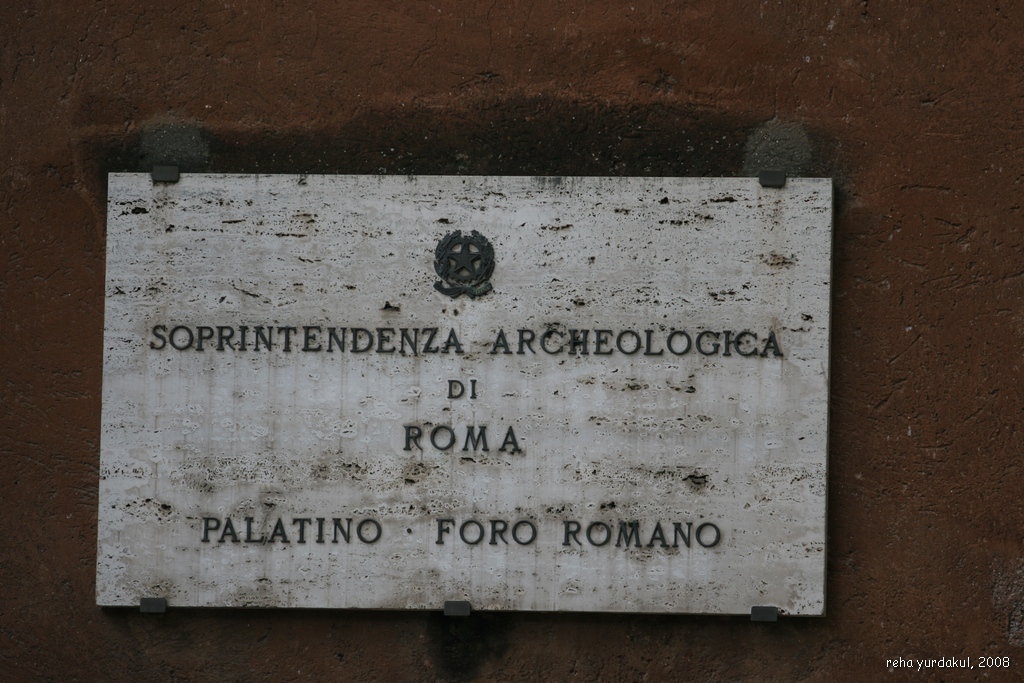 SOPRINTENDENZA ARCHEOLOGICA
DI
ROMA
PALATINO · FORO ROMANO
reha yurdakul, 2008